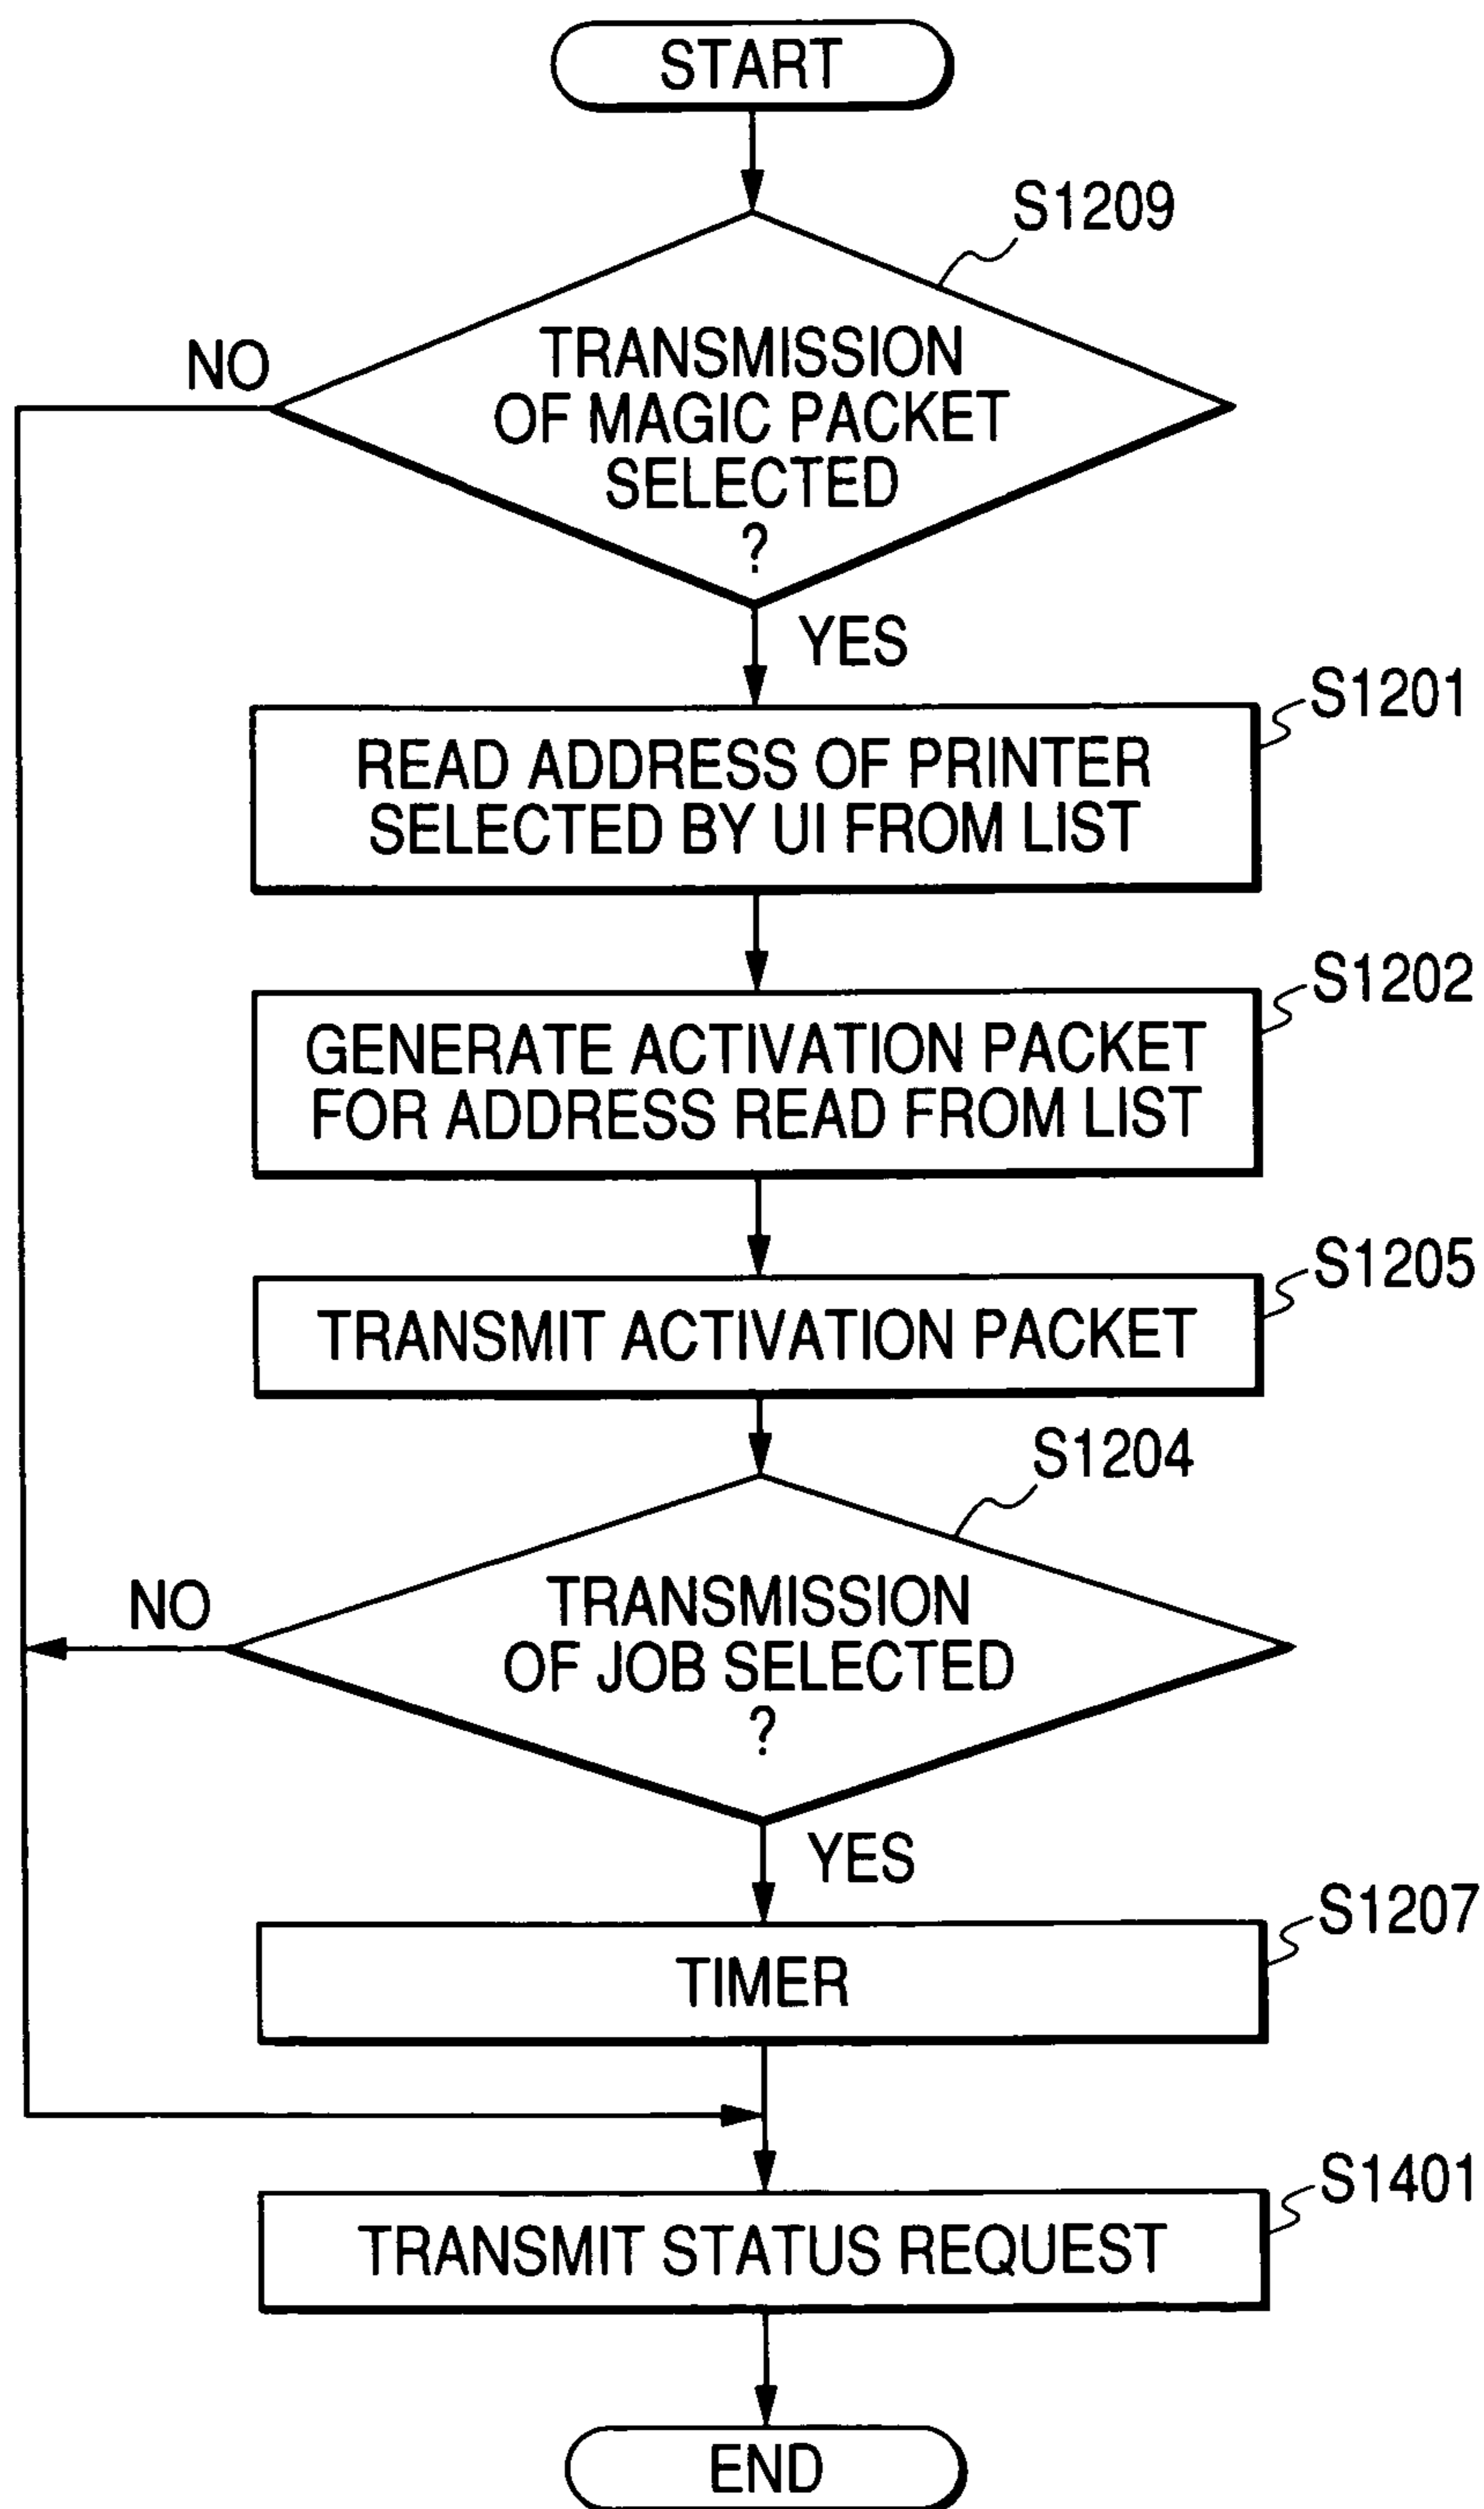 START
S1209
NO
TRANSMISSION
OF MAGIC PACKET
SELECTED
?
YES
S1201
READ ADDRESS OF PRINTER
SELECTED BY UI FROM LIST
S1202
GENERATE ACTIVATION PACKET
FOR ADDRESS READ FROM LIST
S1205
TRANSMIT ACTIVATION PACKET
S1204
NO
TRANSMISSION
OF JOB SELECTED
?
YES
S1207
TIMER
S1401
TRANSMIT STATUS REQUEST
END